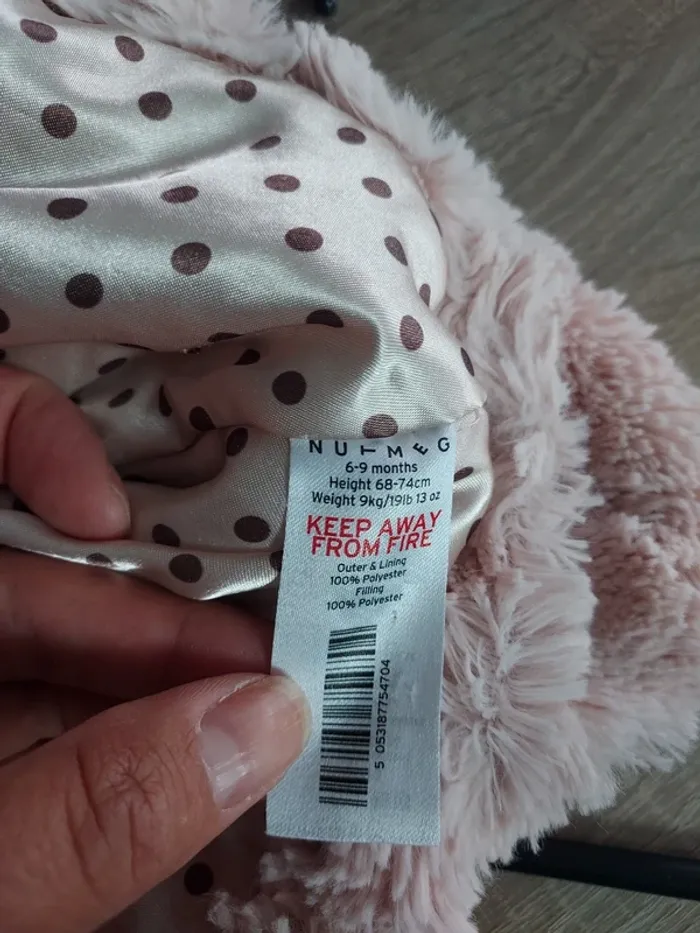 NUTMEG
6-9 months
Height 68-74cm
Weight 9kg/19lb 13 oz
KEEP AWAY
FROM FIRE
Outer & Lining
100% Polyester
Filling
100% Polyester
5 053187754704